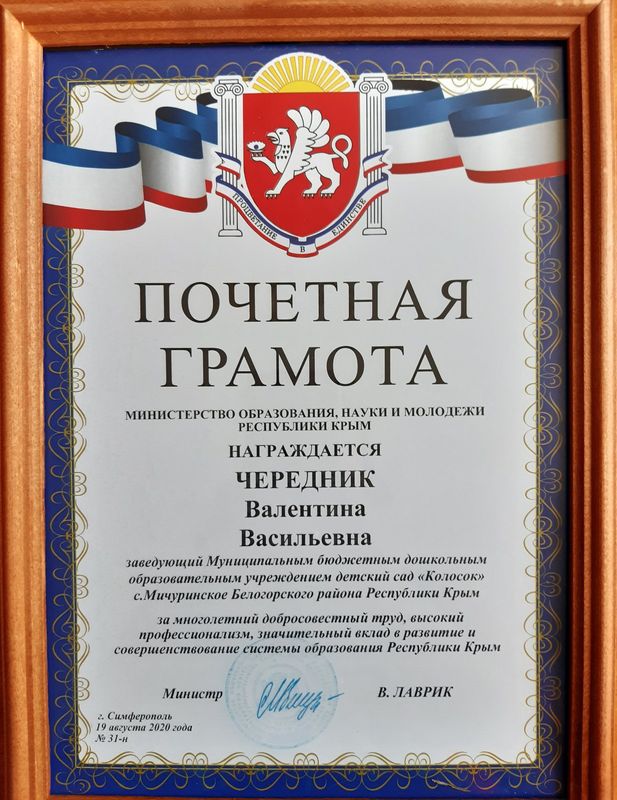 ПРОЦВЕТАНИЕ В ЕДИНСТВЕ
ПОЧЕТНАЯ
ГРАМОТА
МИНИСТЕРСТВО ОБРАЗОВАНИЯ, НАУКИ И МОЛОДЕЖИ
РЕСПУБЛИКИ КРЫМ
НАГРАЖДАЕТСЯ
ЧЕРЕДНИК
Валентина
Васильевна
заведующий Муниципальным бюджетным дошкольным
образовательным учреждением детский сад «Колосок»
с.Мичуринское Белогорского района Республики Крым
за многолетний добросовестный труд, высокий
профессионализм, значительный вклад в развитие и
совершенствование системы образования Республики Крым
Министр В. ЛАВРИК
г. Симферополь
19 августа 2020 года
№ 31-н